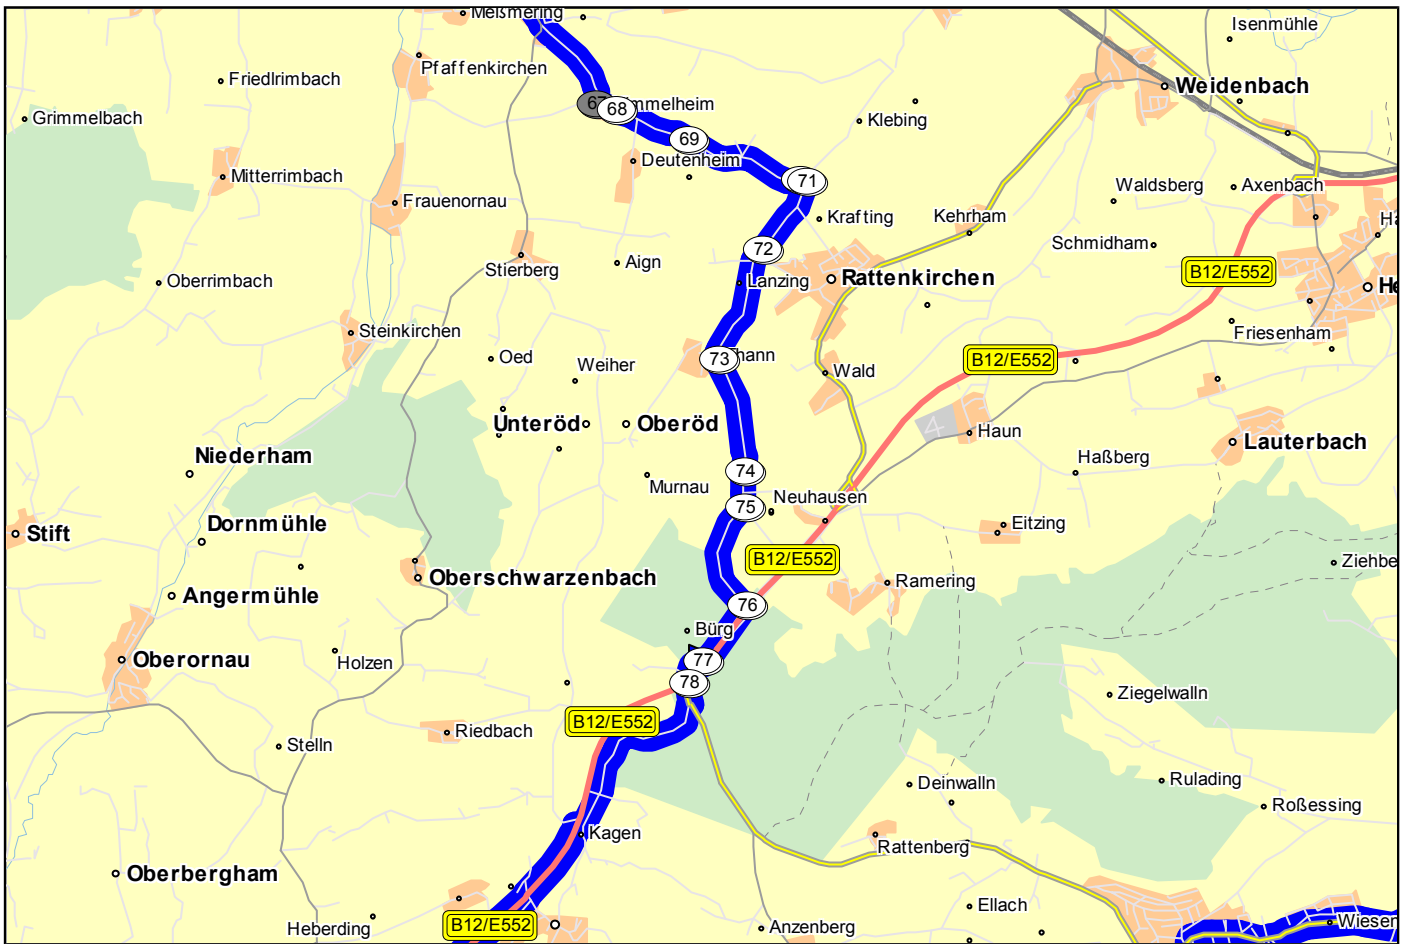 Meßmering
Isenmühle
Pfaffenkirchen
Friedlrimbach
Weidenbach
68
Grimmelbach
Klebing
69
Deutenheim
Mitterrimbach
71
Waldsberg
Axenbach
Frauenornau
Krafting
Kehrham
Schmidham
72
Stierberg
Aign
B12/E552
Oberrimbach
Lanzing
Rattenkirchen
Steinkirchen
Friesenham
Oed
Weiher
73
B12/E552
Wald
Unteröd
Oberöd
Haun
Lauterbach
Niederham
Haßberg
74
Murnau
Neuhausen
75
Stift
Dornmühle
Eitzing
B12/E552
Ziehbe
Oberschwarzenbach
Ramering
Angermühle
76
Bürg
Oberornau
Holzen
77
78
Ziegelwalln
B12/E552
Riedbach
Stelln
Deinwalln
Rulading
Roßessing
Kagen
Rattenberg
Oberbergham
Ellach
Heberding
B12/E552
Anzenberg
Wiesen